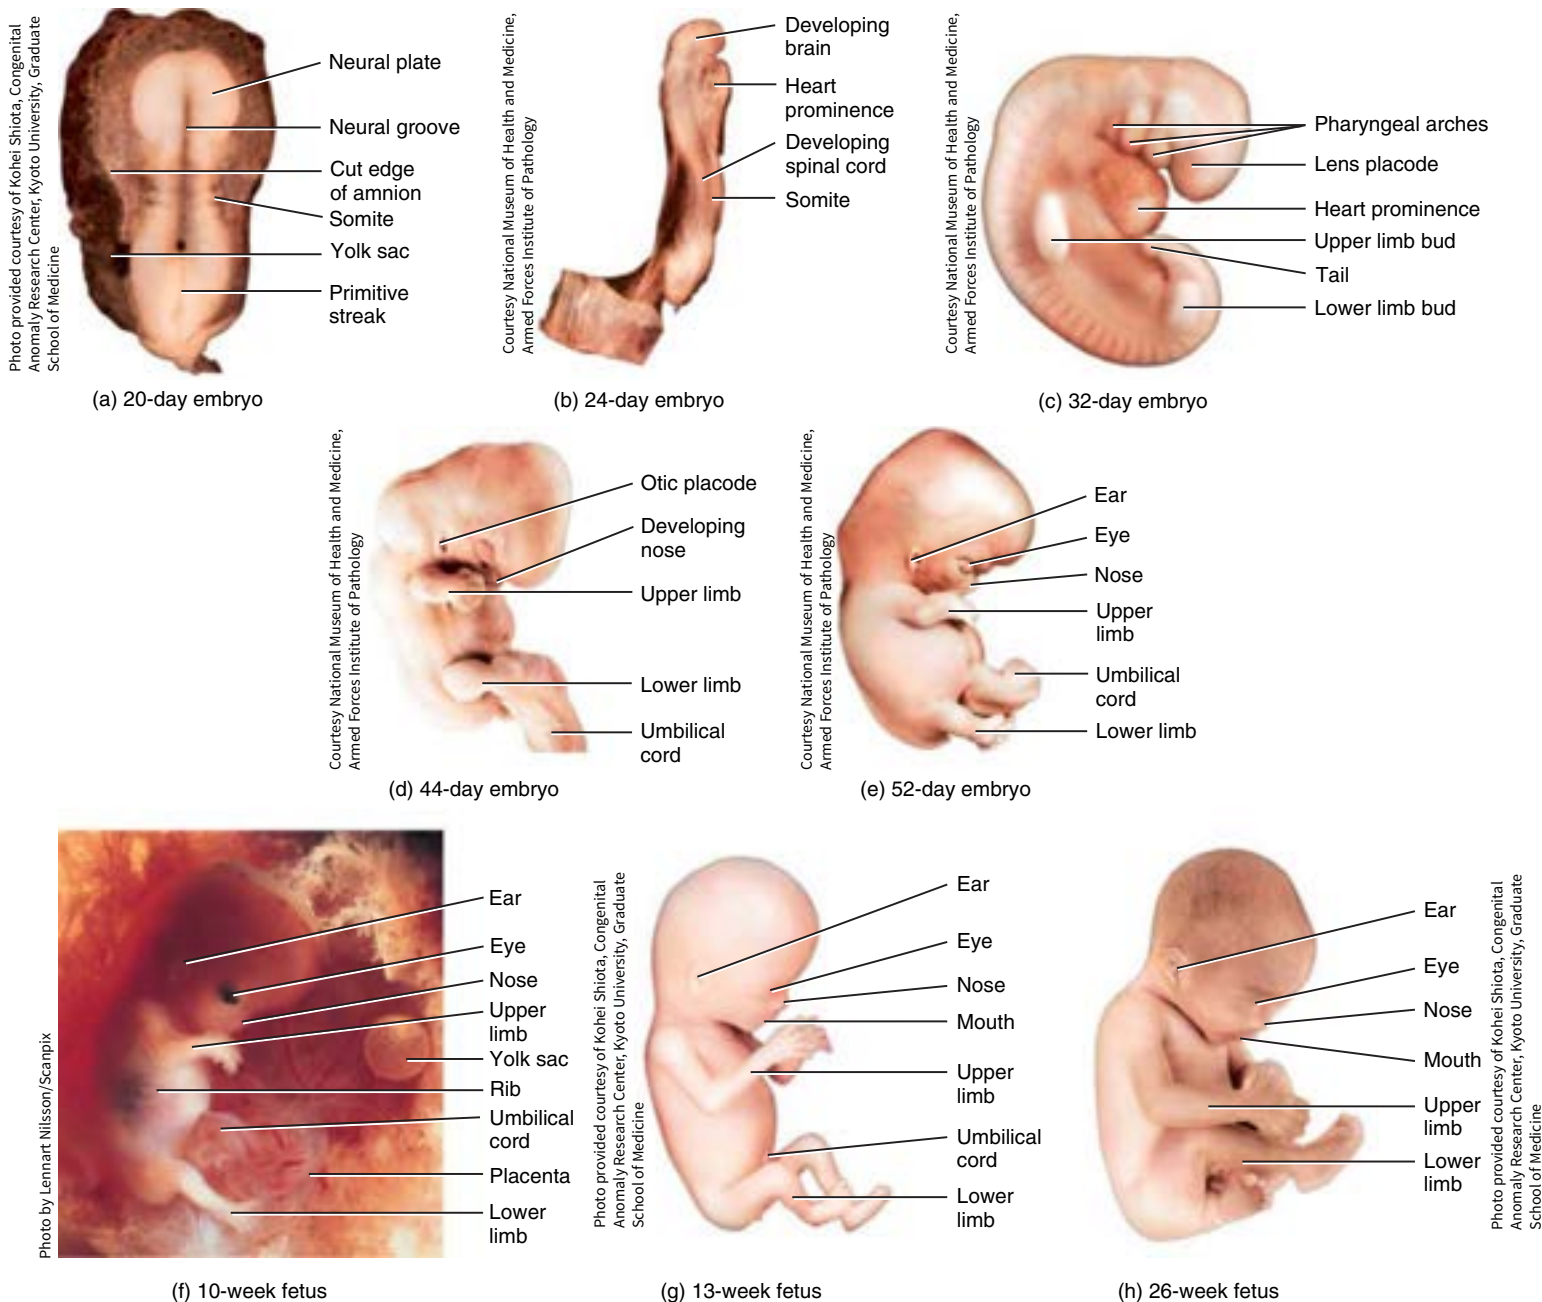 Photo provided courtesy of Kohei Shiota, Congenital
Anomaly Research Center, Kyoto University, Graduate
School of Medicine
Neural plate
Neural groove
Cut edge
of amnion
Somite
Yolk sac
Primitive
streak
(a) 20-day embryo
Courtesy National Museum of Health and Medicine,
Armed Forces Institute of Pathology
Developing
brain
Heart
prominence
Developing
spinal cord
Somite
(b) 24-day embryo
Courtesy National Museum of Health and Medicine,
Armed Forces Institute of Pathology
Pharyngeal arches
Lens placode
Heart prominence
Upper limb bud
Tail
Lower limb bud
(c) 32-day embryo
Courtesy National Museum of Health and Medicine,
Armed Forces Institute of Pathology
Otic placode
Developing
nose
Upper limb
Lower limb
Umbilical
cord
(d) 44-day embryo
Courtesy National Museum of Health and Medicine,
Armed Forces Institute of Pathology
Ear
Eye
Nose
Upper
limb
Umbilical
cord
Lower limb
(e) 52-day embryo
Photo by Lennart Nilsson/Scanpix
Ear
Eye
Nose
Upper
limb
Yolk sac
Rib
Umbilical
cord
Placenta
Lower
limb
(f) 10-week fetus
Photo provided courtesy of Kohei Shiota, Congenital
Anomaly Research Center, Kyoto University, Graduate
School of Medicine
Ear
Eye
Nose
Mouth
Upper
limb
Umbilical
cord
Lower
limb
(g) 13-week fetus
Ear
Eye
Nose
Mouth
Upper
limb
Lower
limb
Photo provided courtesy of Kohei Shiota, Congenital
Anomaly Research Center, Kyoto University, Graduate
School of Medicine
(h) 26-week fetus